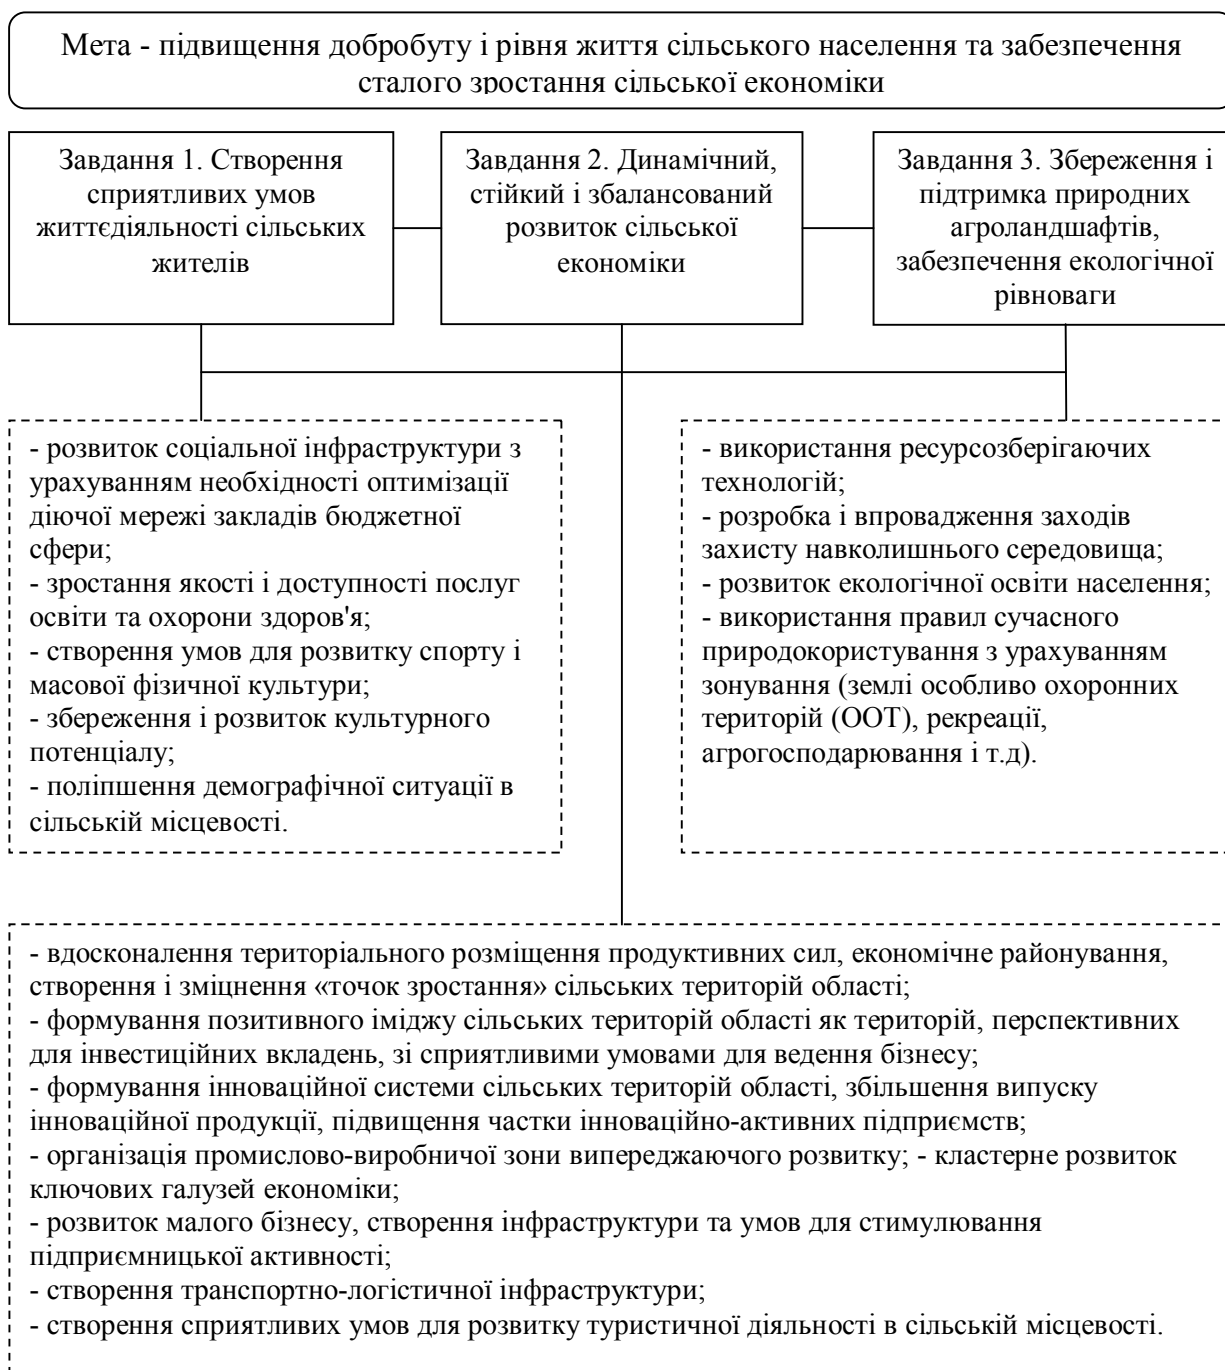 Мета - підвищення добробуту і рівня життя сільського населення та забезпечення
сталого зростання сільської економіки
Завдання 1. Створення
сприятливих умов
життєдіяльності сільських
жителів
Завдання 2. Динамічний,
стійкий і збалансований
розвиток сільської
економіки
Завдання 3. Збереження і
підтримка природних
агроландшафтів,
забезпечення екологічної
рівноваги
- розвиток соціальної інфраструктури з
урахуванням необхідності оптимізації
діючої мережі закладів бюджетної
сфери;
- зростання якості і доступності послуг
освіти та охорони здоров'я;
- створення умов для розвитку спорту і
масової фізичної культури;
- збереження і розвиток культурного
потенціалу;
- поліпшення демографічної ситуації в
сільській місцевості.
- використання ресурсозберігаючих
технологій;
- розробка і впровадження заходів
захисту навколишнього середовища;
- розвиток екологічної освіти населення;
- використання правил сучасного
природокористування з урахуванням
зонування (землі особливо охоронних
територій (ООТ), рекреації,
агрогосподарювання і т.д).
- вдосконалення територіального розміщення продуктивних сил, економічне районування,
створення і зміцнення «точок зростання» сільських територій області;
- формування позитивного іміджу сільських територій області як територій, перспективних
для інвестиційних вкладень, зі сприятливими умовами для ведення бізнесу;
- формування інноваційної системи сільських територій області, збільшення випуску
інноваційної продукції, підвищення частки інноваційно-активних підприємств;
- організація промислово-виробничої зони випереджаючого розвитку; - кластерне розвиток
ключових галузей економіки;
- розвиток малого бізнесу, створення інфраструктури та умов для стимулювання
підприємницької активності;
- створення транспортно-логістичної інфраструктури;
- створення сприятливих умов для розвитку туристичної діяльності в сільській місцевості.